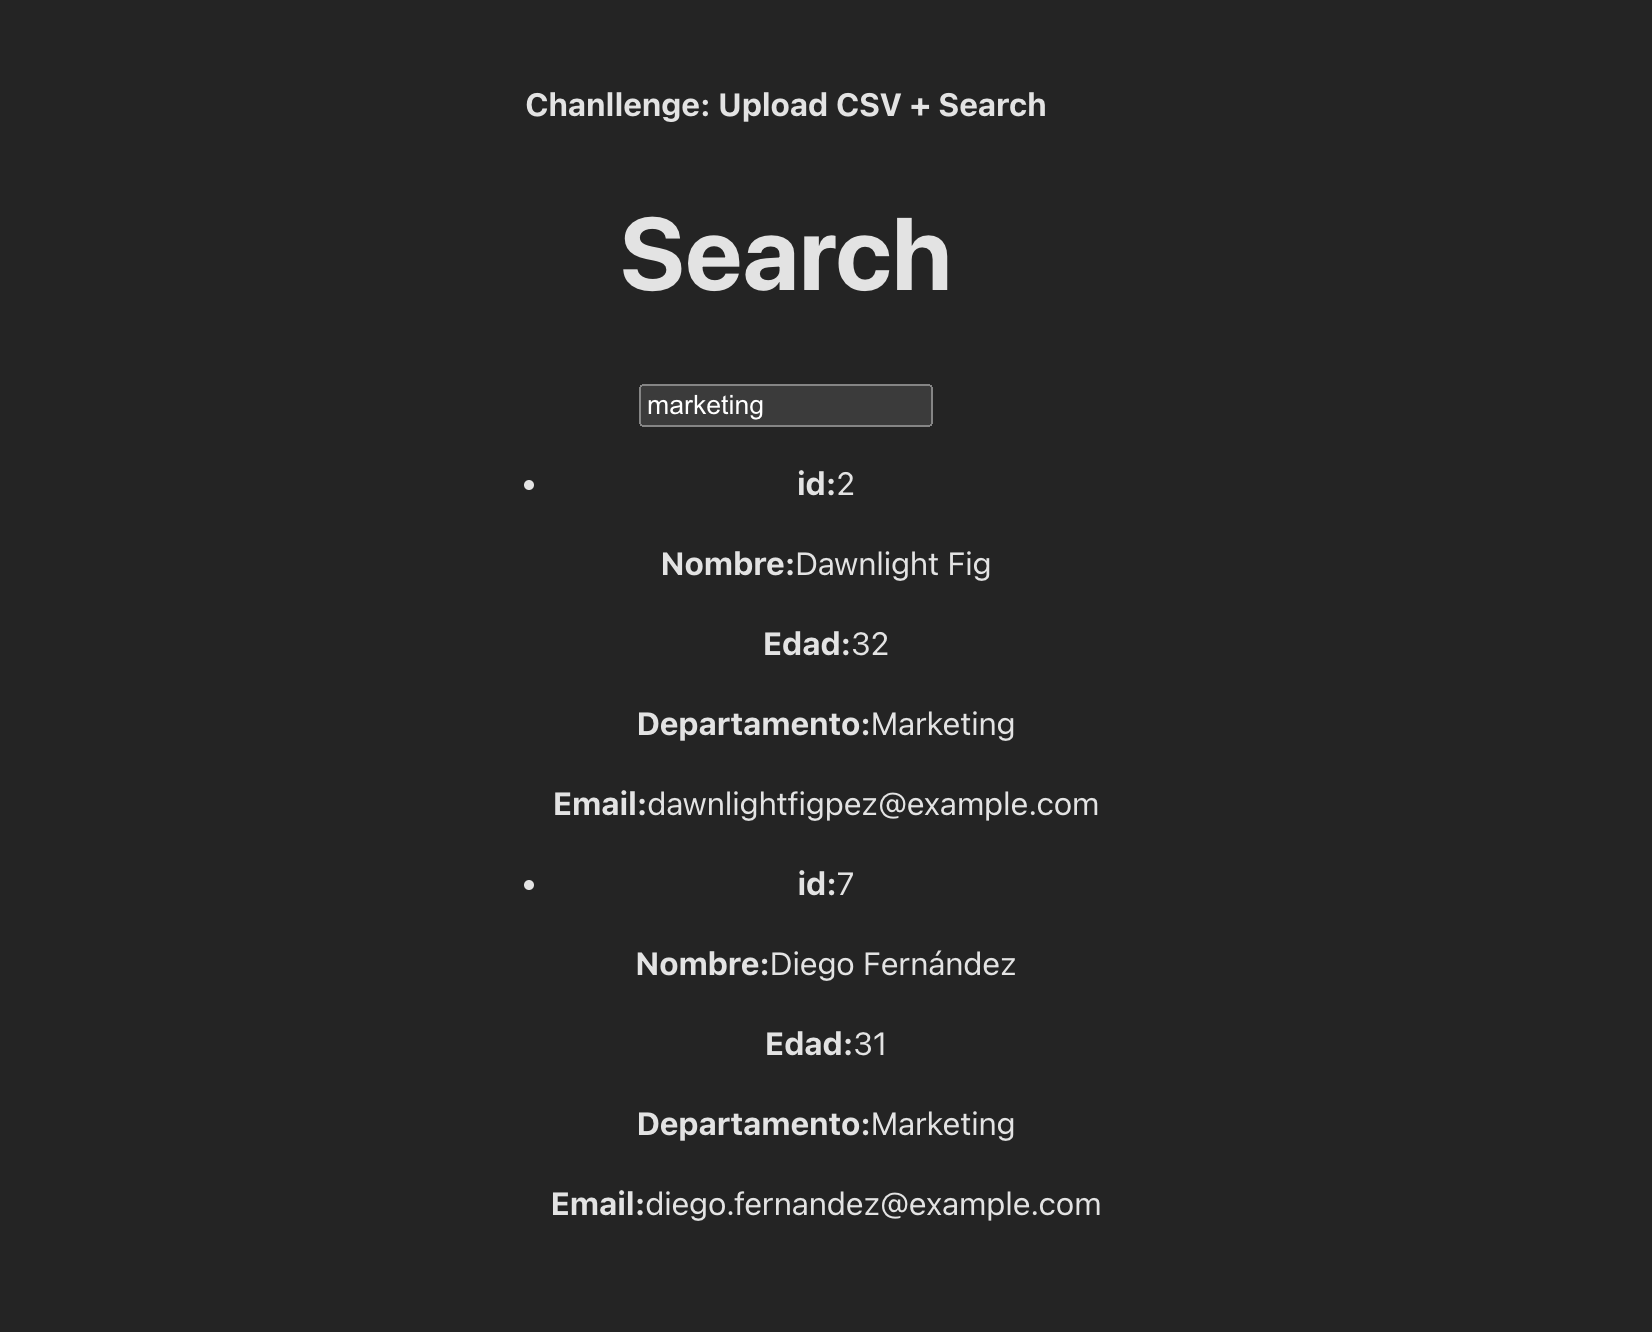 Chanllenge: Upload CSV + Search
Search
marketing
id:2
Nombre:Dawnlight Fig
Edad:32
Departamento:Marketing
Email:dawnlightfigpez@example.com
id:7
Nombre:Diego Fernández
Edad:31
Departamento:Marketing
Email:diego.fernandez@example.com